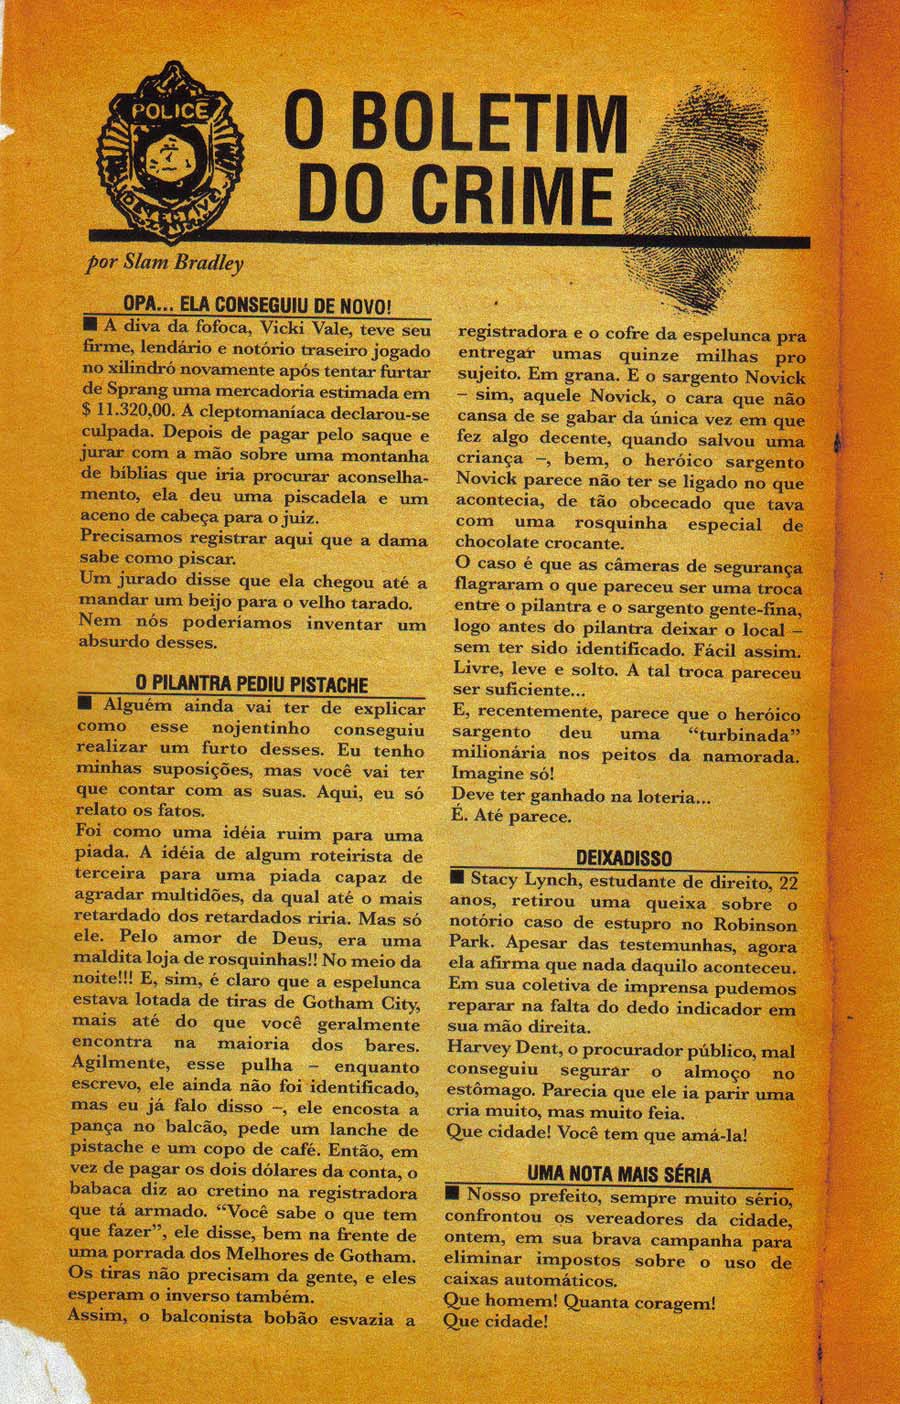 POLICE
DETECTIVE
O BOLETIM
DO CRIME
por Slam Bradley
OPA... ELA CONSEGUIU DE NOVO!
■ A diva da fofoca, Vicki Vale, teve seu
firme, lendário e notório traseiro jogado
no xilindró novamente após tentar furtar
de Sprang uma mercadoria estimada em
$ 11.320,00. A cleptomaníaca declarou-se
culpada. Depois de pagar pelo saque e
jurar com a mão sobre uma montanha
de bíblias que iria procurar aconselha-
mento, ela deu uma piscadela e um
aceno de cabeça para o juiz.
Precisamos registrar aqui que a dama
sabe como piscar.
Um jurado disse que ela chegou até a
mandar um beijo para o velho tarado.
Nem nós poderíamos inventar um
absurdo desses.
O PILANTRA PEDIU PISTACHE
■ Alguém ainda vai ter de explicar
como esse nojentinho conseguiu
realizar um furto desses. Eu tenho
minhas suposições, mas você vai ter
que contar com as suas. Aqui, eu só
relato os fatos.
Foi como uma idéia ruim para uma
piada. A idéia de algum roteirista de
terceira para uma piada capaz de
agradar multidões, da qual até o mais
retardado dos retardados riria. Mas só
ele. Pelo amor de Deus, era uma
maldita loja de rosquinhas!! No meio da
noite!!! E, sim, é claro que a espelunca
estava lotada de tiras de Gotham City,
mais até do que você geralmente
encontra na maioria dos bares.
Agilmente, esse pulha – enquanto
escrevo, ele ainda não foi identificado,
mas eu já falo disso –, ele encosta a
pança no balcão, pede um lanche de
pistache e um copo de café. Então, em
vez de pagar os dois dólares da conta, o
babaca diz ao cretino na registradora
que tá armado. “Você sabe o que tem
que fazer”, ele disse, bem na frente de
uma porrada dos Melhores de Gotham.
Os tiras não precisam da gente, e eles
esperam o inverso também.
Assim, o balconista bobão esvazia a
registradora e o cofre da espelunca pra
entregar umas quinze milhas pro
sujeito. Em grana. E o sargento Novick
– sim, aquele Novick, o cara que não
cansa de se gabar da única vez em que
fez algo decente, quando salvou uma
criança –, bem, o heróico sargento
Novick parece não ter se ligado no que
acontecia, de tão obcecado que tava
com uma rosquinha especial de
chocolate crocante.
O caso é que as câmeras de segurança
flagraram o que pareceu ser uma troca
entre o pilantra e o sargento gente-fina,
logo antes do pilantra deixar o local –
sem ter sido identificado. Fácil assim.
Livre, leve e solto. A tal troca pareceu
ser suficiente...
E, recentemente, parece que o heróico
sargento deu uma “turbinada”
milionária nos peitos da namorada.
Imagine só!
Deve ter ganhado na loteria...
É. Até parece.
DEIXADISSO
■ Stacy Lynch, estudante de direito, 22
anos, retirou uma queixa sobre o
notório caso de estupro no Robinson
Park. Apesar das testemunhas, agora
ela afirma que nada daquilo aconteceu.
Em sua coletiva de imprensa pudemos
reparar na falta do dedo indicador em
sua mão direita.
Harvey Dent, o procurador público, mal
conseguiu segurar o almoço no
estômago. Parecia que ele ia parir uma
cria muito, mas muito feia.
Que cidade! Você tem que amá-la!
UMA NOTA MAIS SÉRIA
■ Nosso prefeito, sempre muito sério,
confrontou os vereadores da cidade,
ontem, em sua brava campanha para
eliminar impostos sobre o uso de
caixas automáticos.
Que homem! Quanta coragem!
Que cidade!